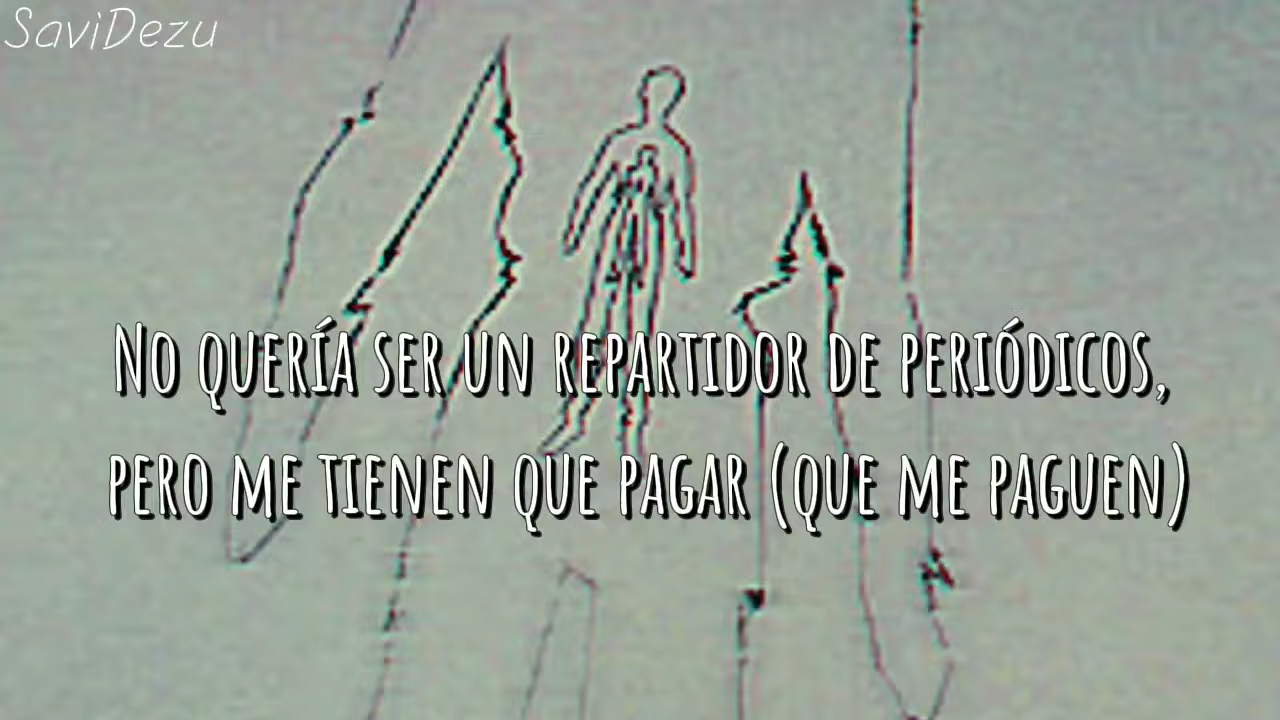 SaviDezu
No quería ser un repartidor de periódicos,
pero me tienen que pagar (que me paguen)